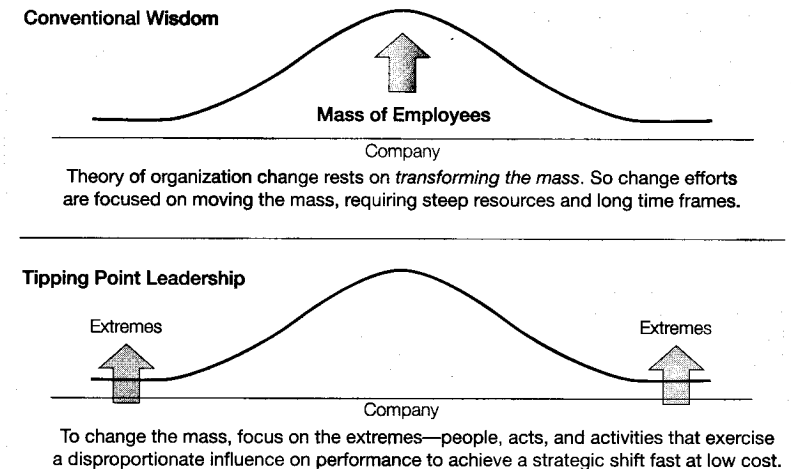 Conventional Wisdom
Mass of Employees
Company
Theory of organization change rests on transforming the mass. So change efforts
are focused on moving the mass, requiring steep resources and long time frames.
Tipping Point Leadership
Extremes
Extremes
Company
To change the mass, focus on the extremes—people, acts, and activities that exercise
a disproportionate influence on performance to achieve a strategic shift fast at low cost.